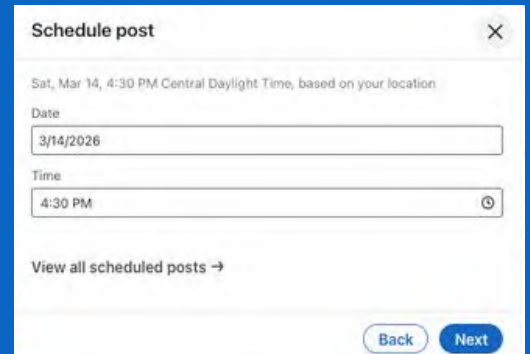 Schedule post
Sat, Mar 14, 4:30 PM Central Daylight Time, based on your location
Date
3/14/2026
Time
4:30 PM
View all scheduled posts →
Back Next